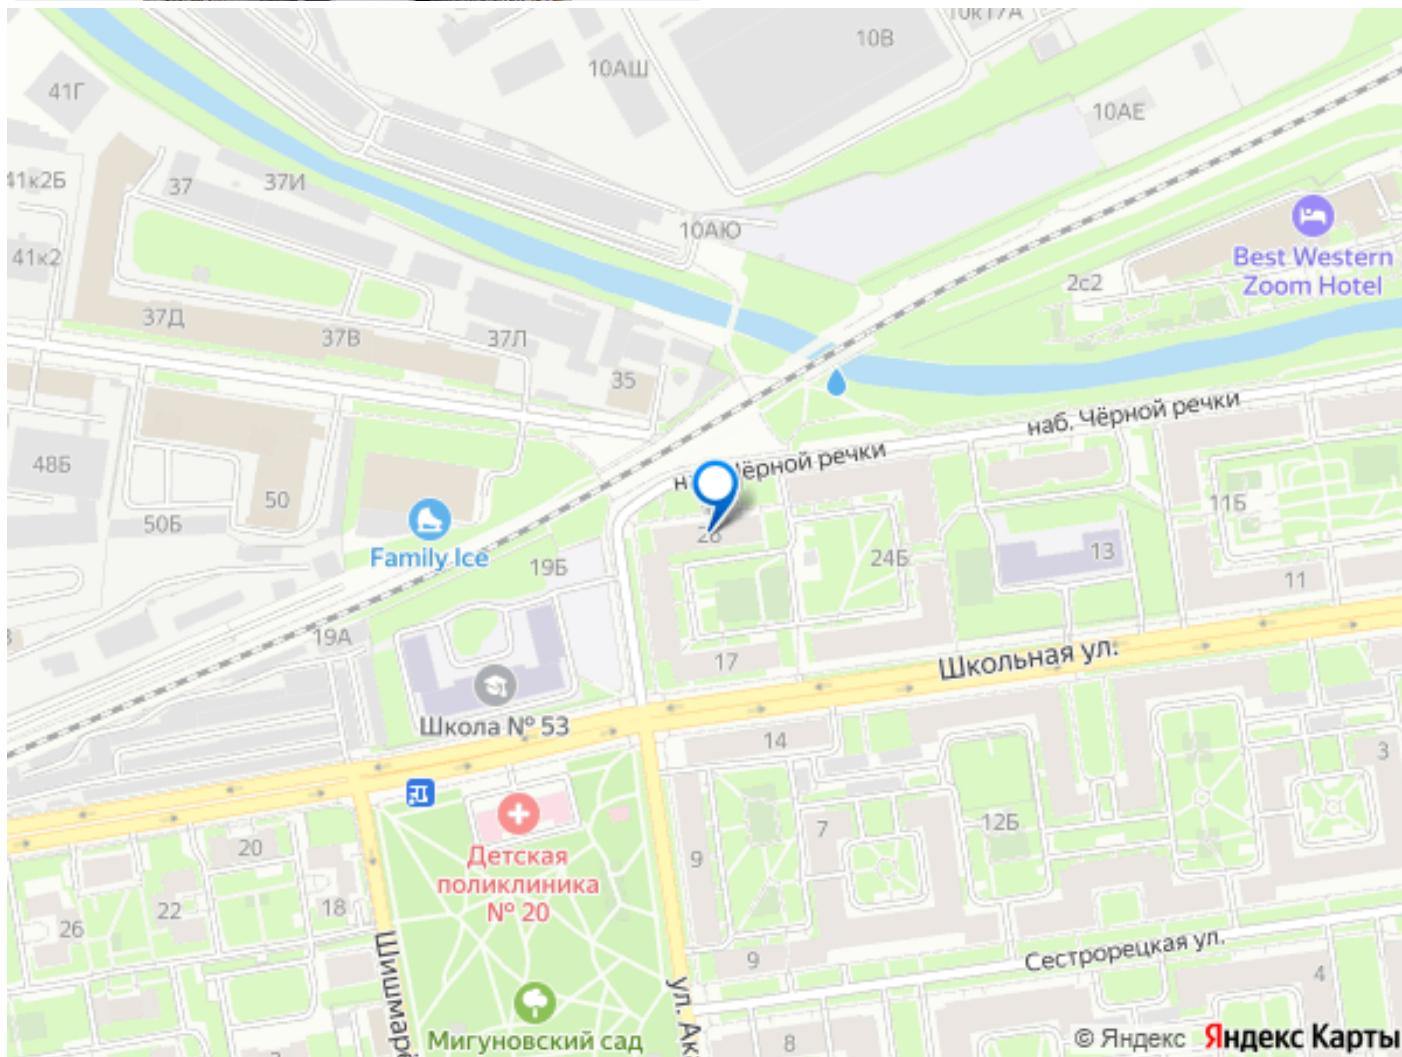 10В
10АШ
41Г
10АЕ
41к2Б
37
37И
10АЮ
41к2
2с2
Best Western
Zoom Hotel
37Д
37В
37Л
35
наб. Чёрной речки
Чёрной речки
48Б
50
50Б
Family Ice
19Б
24Б
13
11Б
11
19А
17
Школьная ул.
Школа № 53
14
3
20
7
12Б
Детская
поликлиника
№ 20
9
26
22
18
Сестрорецкая ул.
9
4
ул. Ак
Мигуновский сад
8
© Яндекс Яндекс Карты